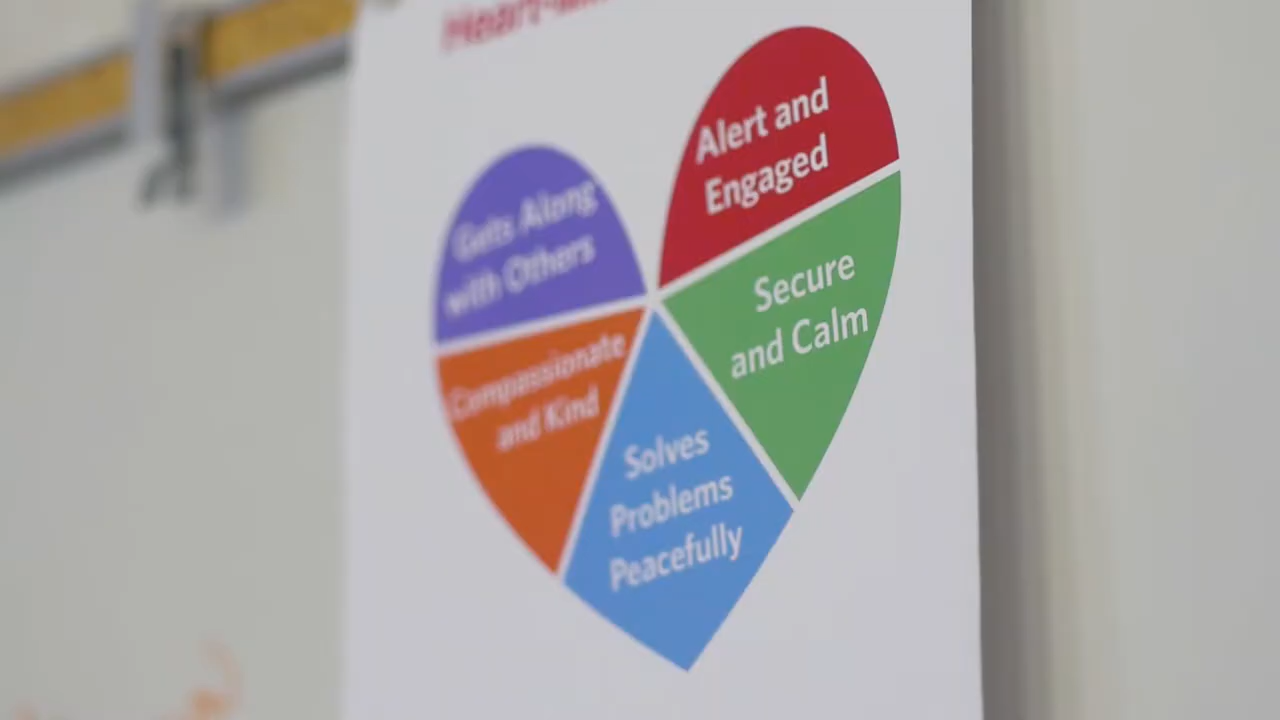 Alert and
Engaged
Gets Along
with Others
Secure
and Calm
Compassionate
and Kind
Solves
Problems
Peacefully